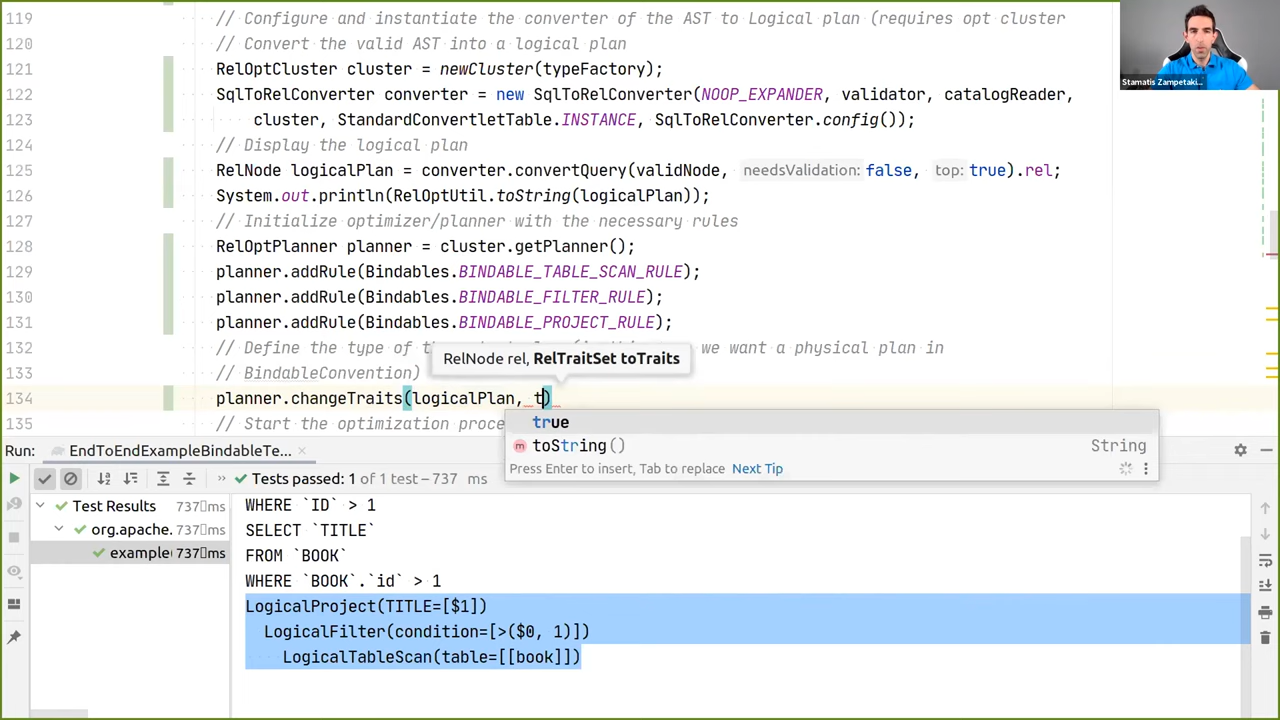 119 // Configure and instantiate the converter of the AST to Logical plan (requires opt cluster
120 // Convert the valid AST into a logical plan
121 RelOptCluster cluster = newCluster(typeFactory);
122 SqlToRelConverter converter = new SqlToRelConverter(NOOP_EXPANDER, validator, catalogReader,
123 cluster, StandardConvertletTable.INSTANCE, SqlToRelConverter.config());
124 // Display the logical plan
125 RelNode logicalPlan = converter.convertQuery(validNode, needsValidation: false, top: true).rel;
126 System.out.println(RelOptUtil.toString(logicalPlan));
127 // Initialize optimizer/planner with the necessary rules
128 RelOptPlanner planner = cluster.getPlanner();
129 planner.addRule(Bindables.BINDABLE_TABLE_SCAN_RULE);
130 planner.addRule(Bindables.BINDABLE_FILTER_RULE);
131 planner.addRule(Bindables.BINDABLE_PROJECT_RULE);
132 // Define the type of the we want a physical plan in
RelNode rel, RelTraitSet toTraits
133 // BindableConvention)
134 planner.changeTraits(logicalPlan, t)
135 // Start the optimization proce
true
toString() String
Press Enter to insert, Tab to replace Next Tip
Stamatis Zampetaki...
Run: EndToEndExampleBindableTe...
Tests passed: 1 of 1 test – 737 ms
Test Results 737 ms
org.apache. 737 ms
example( 737 ms
WHERE `ID` > 1
SELECT `TITLE`
FROM `BOOK`
WHERE `BOOK`.`id` > 1
LogicalProject(TITLE=[$1])
LogicalFilter(condition=[>($0, 1)])
LogicalTableScan(table=[[book]])